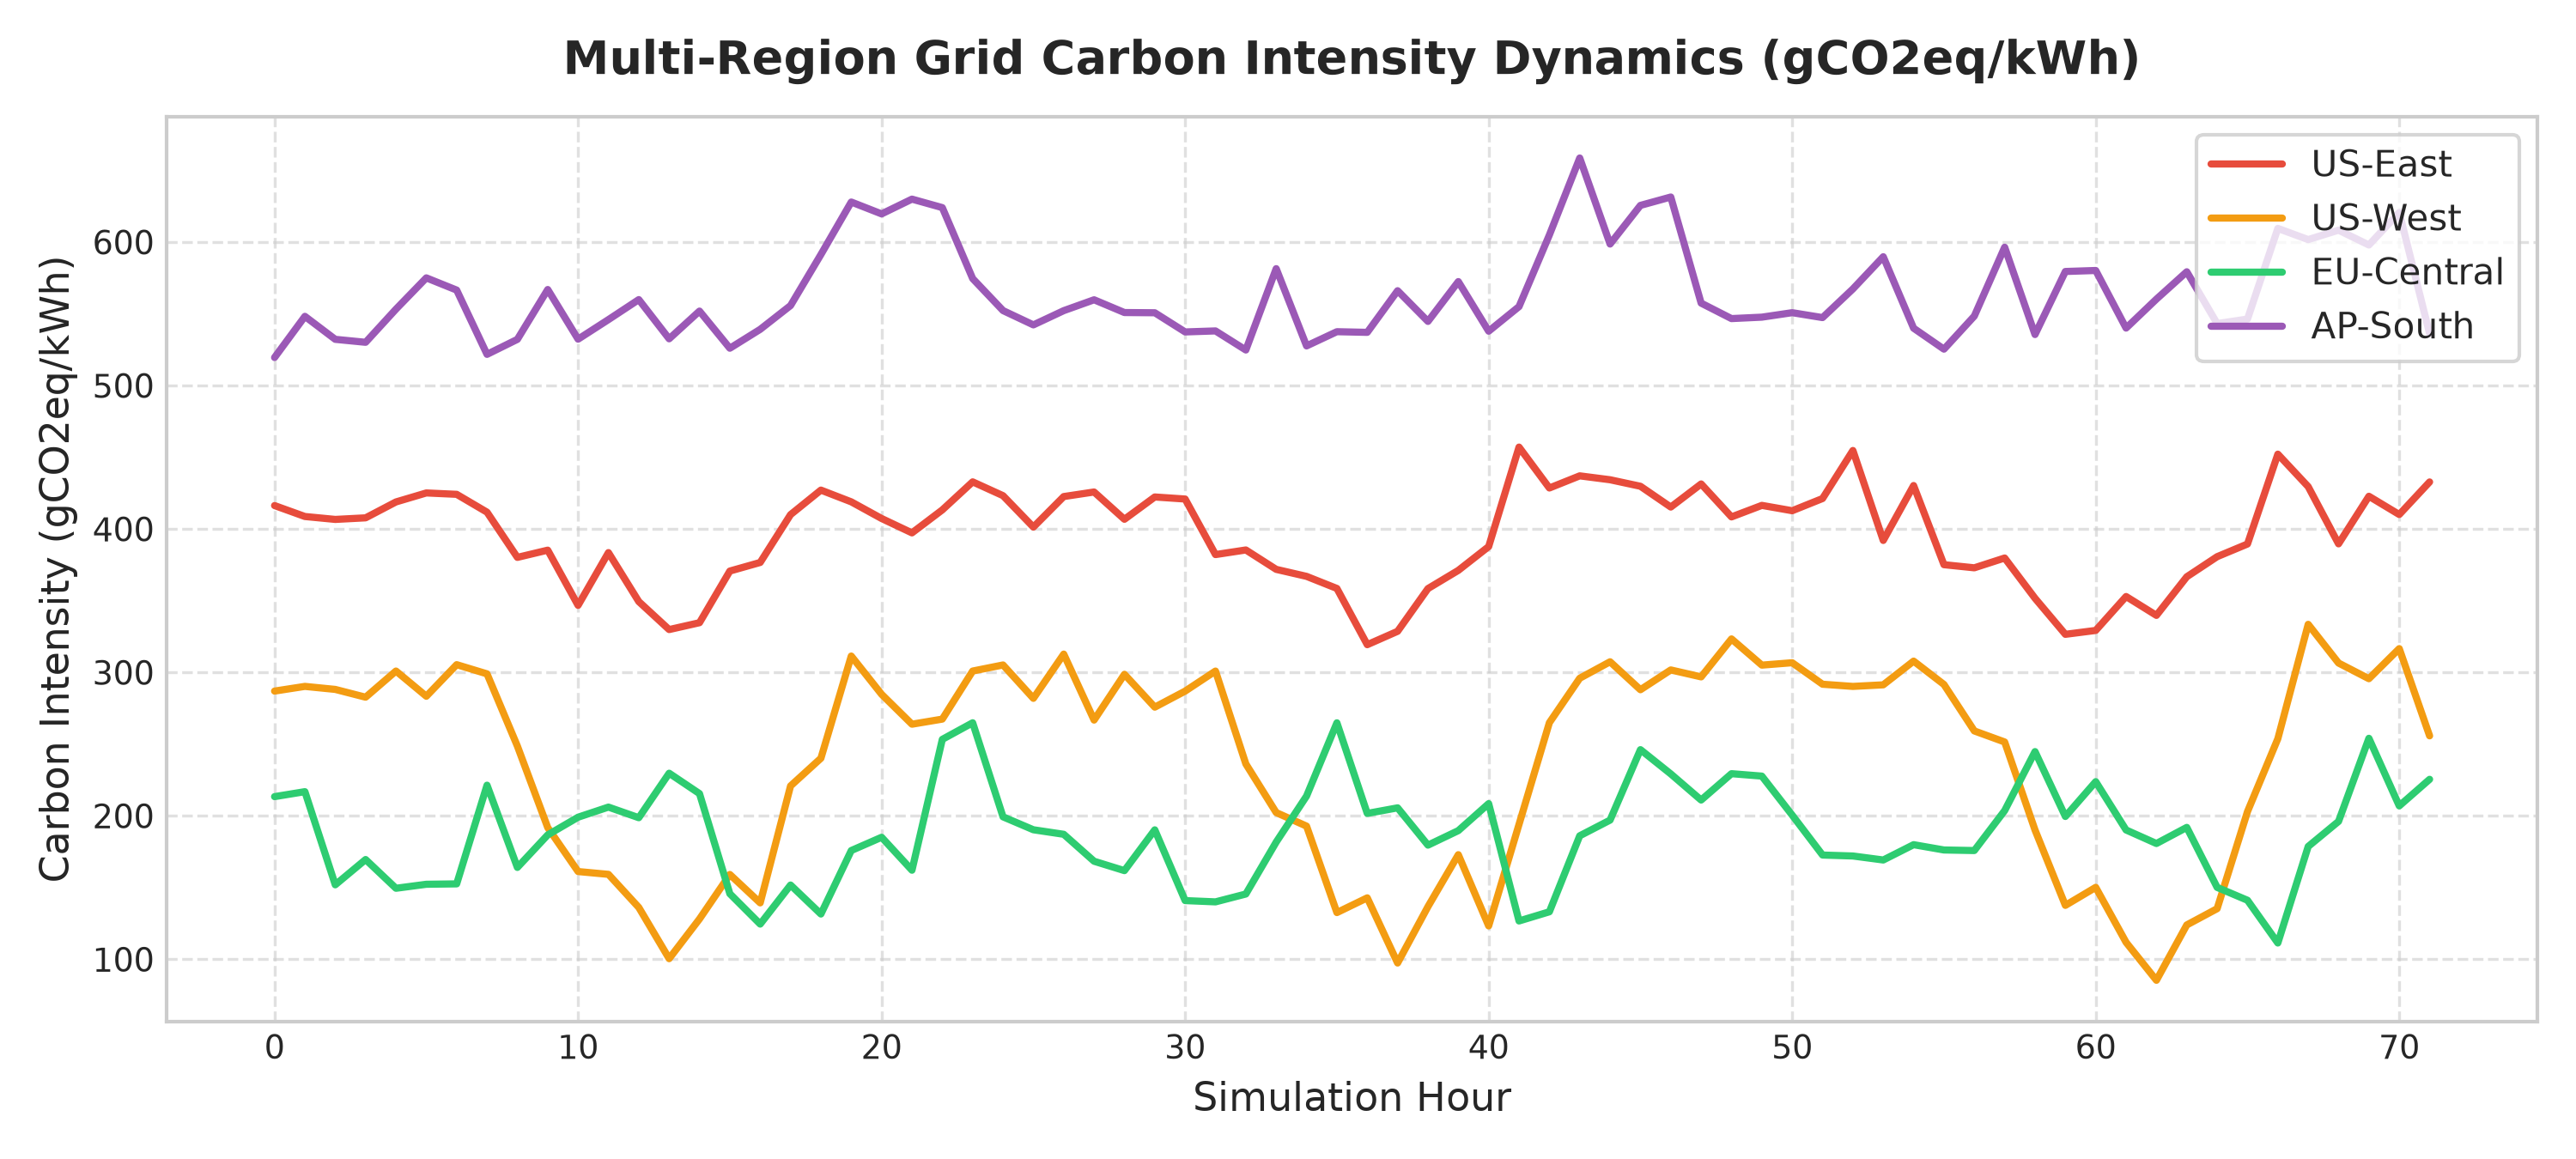 Multi-Region Grid Carbon Intensity Dynamics (gCO2eq/kWh)
Carbon Intensity (gCO2eq/kWh)
600
500
400
300
200
100
US-East
US-West
EU-Central
AP-South
0 10 20 30 40 50 60 70
Simulation Hour